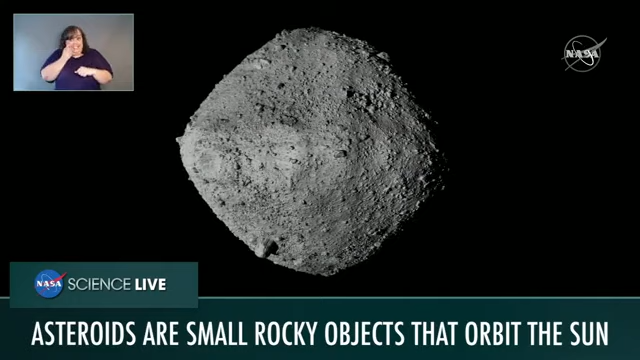 NASA
NASA SCIENCE LIVE
ASTEROIDS ARE SMALL ROCKY OBJECTS THAT ORBIT THE SUN